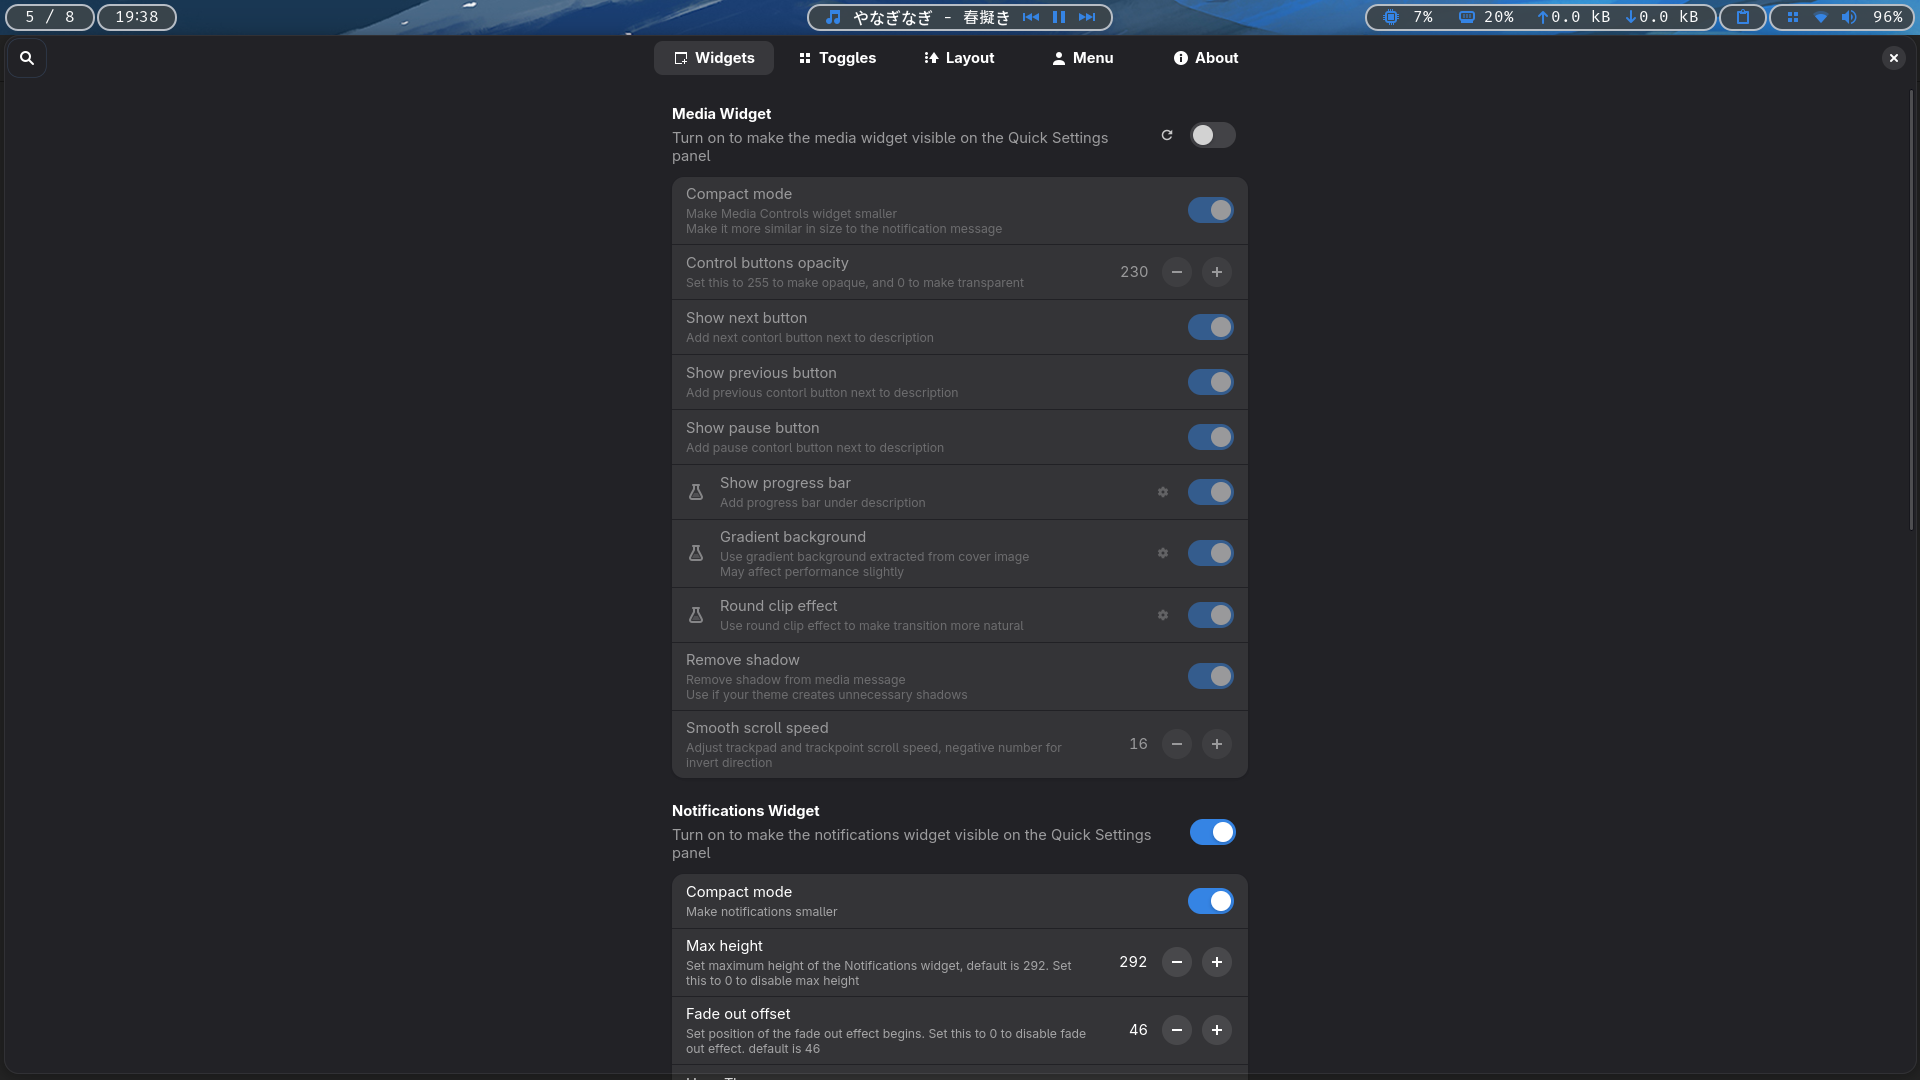 5 / 8
19:38
やなぎなぎ - 春擬き
7%
20%
↑0.0 kB ↓0.0 kB
96%
Widgets
Toggles
Layout
Menu
About
Media Widget
Turn on to make the media widget visible on the Quick Settings
panel
Compact mode
Make Media Controls widget smaller
Make it more similar in size to the notification message
Control buttons opacity
Set this to 255 to make opaque, and 0 to make transparent
230
Show next button
Add next contorl button next to description
Show previous button
Add previous contorl button next to description
Show pause button
Add pause contorl button next to description
Show progress bar
Add progress bar under description
Gradient background
Use gradient background extracted from cover image
May affect performance slightly
Round clip effect
Use round clip effect to make transition more natural
Remove shadow
Remove shadow from media message
Use if your theme creates unnecessary shadows
Smooth scroll speed
Adjust trackpad and trackpoint scroll speed, negative number for
invert direction
16
Notifications Widget
Turn on to make the notifications widget visible on the Quick Settings
panel
Compact mode
Make notifications smaller
Max height
Set maximum height of the Notifications widget, default is 292. Set
this to 0 to disable max height
292
Fade out offset
Set position of the fade out effect begins. Set this to 0 to disable fade
out effect. default is 46
46